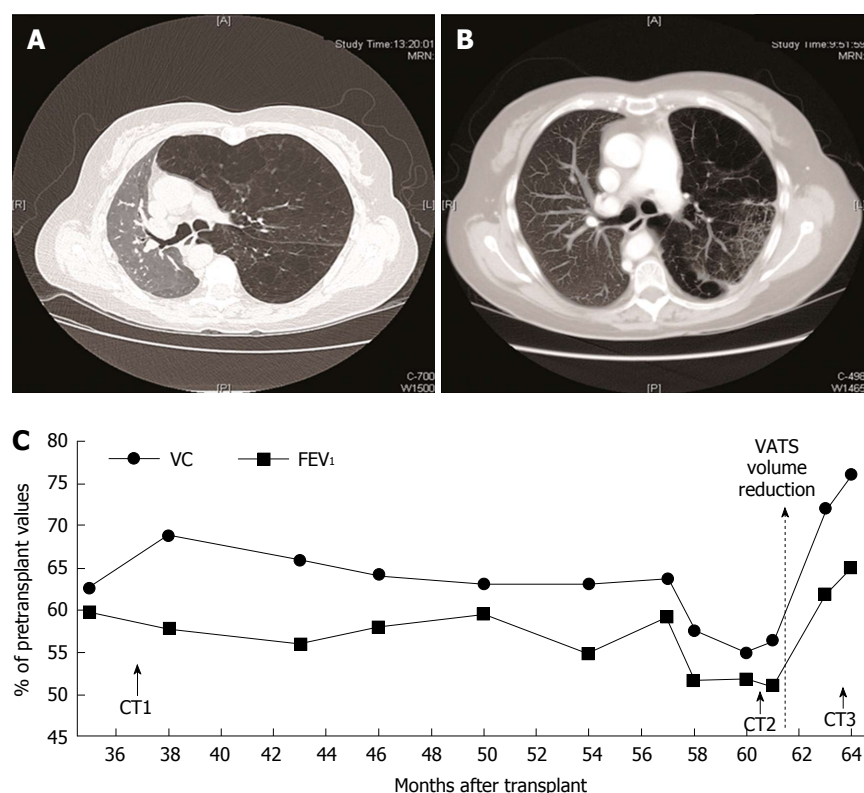 A
[A]
Study Time:13:20:01
MRN:
[R]
[L]
C-700
W1500
[P]
B
[A]
Study Time:9:51:59
MRN:
[R]
[L]
C-498
W1465
[P]
C
80
75
70
65
60
55
50
45
% of pretransplant values
VC
FEV₁
VATS
volume
reduction
CT1
CT2
CT3
36 38 40 42 44 46 48 50 52 54 56 58 60 62 64
Months after transplant